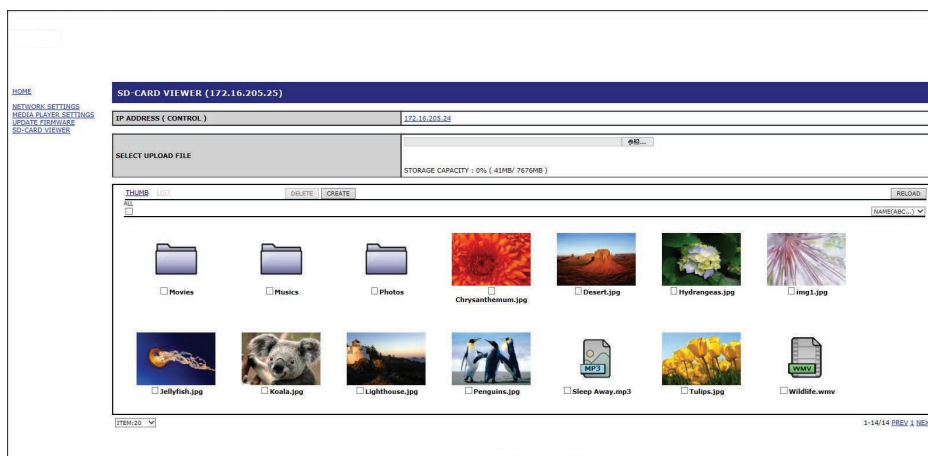 HOME
NETWORK SETTINGS
MEDIA PLAYER SETTINGS
UPDATE FIRMWARE
SD-CARD VIEWER
SD-CARD VIEWER (172.16.205.25)
IP ADDRESS ( CONTROL )
172.16.205.24
SELECT UPLOAD FILE
参照...
STORAGE CAPACITY : 0% ( 41MB/ 7676MB )
THUMB LIST DELETE CREATE RELOAD
ALL
NAME(ABC...)
Movies Musics Photos Chrysanthemum.jpg Desert.jpg Hydrangeas.jpg img1.jpg
Jellyfish.jpg Koala.jpg Lighthouse.jpg Penguins.jpg Sleep Away.mp3 Tulips.jpg Wildlife.wmv
MP3
WMV
ITEM:20
1-14/14 PREV 1 NEX